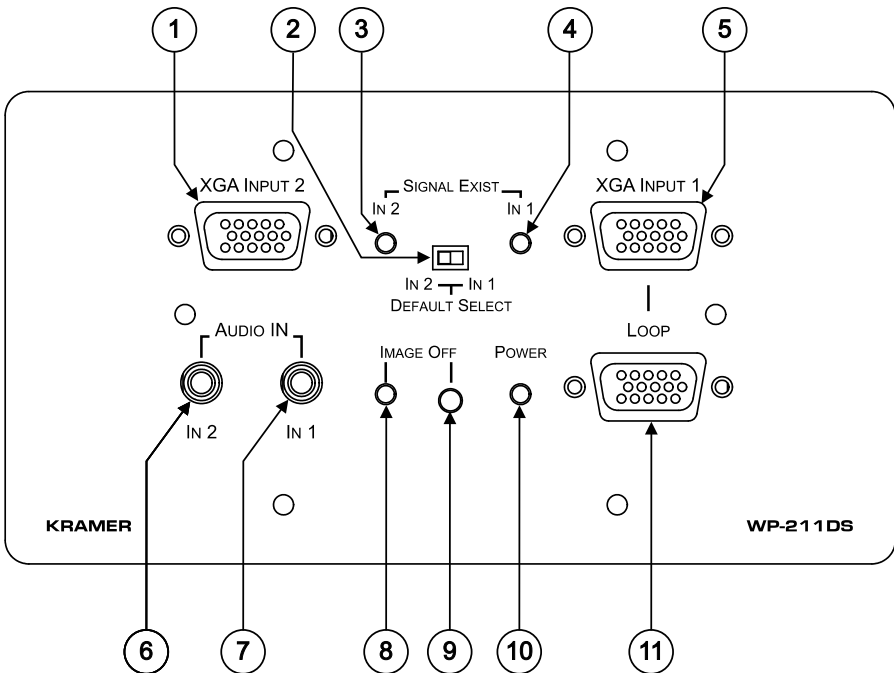 1 2 3 4 5
XGA INPUT 2
SIGNAL EXIST
XGA INPUT 1
IN 2 IN 1
IN 2 IN 1
DEFAULT SELECT
AUDIO IN
IMAGE OFF
POWER
LOOP
IN 2 IN 1
KRAMER
WP-211DS
6 7 8 9 10 11